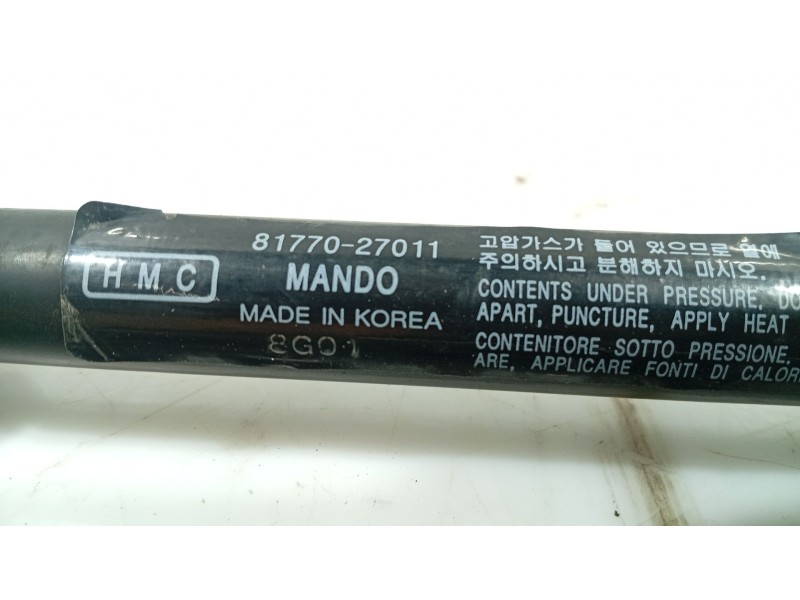 81770-27011
HMC
MANDO
MADE IN KOREA
8G01
고압가스가 들어 있으므로 열에
주의하시고 분해하지 마시오.
CONTENTS UNDER PRESSURE, DO
APART, PUNCTURE, APPLY HEAT
CONTENITORE SOTTO PRESSIONE.
ARE, APPLICARE FONTI DI CALOR